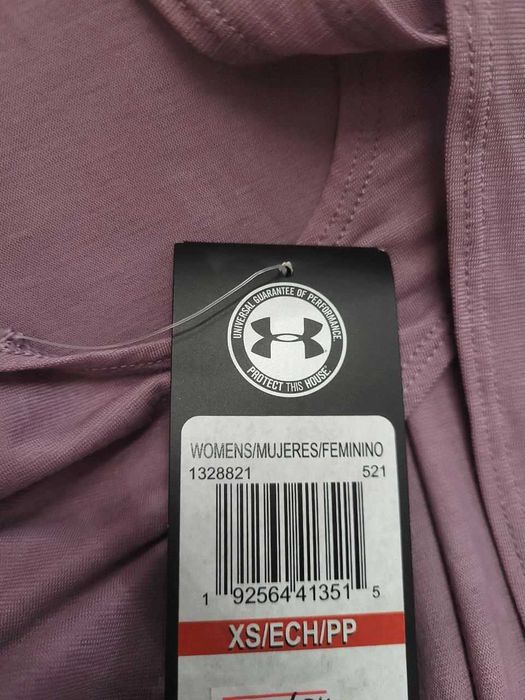 UNIVERSAL GUARANTEE OF PERFORMANCE.
PROTECT THIS HOUSE.
WOMENS/MUJERES/FEMININO
1328821 521
1 92564 41351 5
XS/ECH/PP